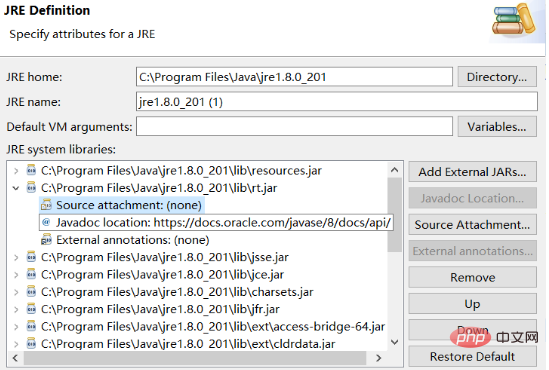 JRE Definition
Specify attributes for a JRE
JRE home:
C:\Program Files\Java\jre1.8.0_201
Directory...
JRE name:
jre1.8.0_201 (1)
Default VM arguments:
Variables...
JRE system libraries:
C:\Program Files\Java\jre1.8.0_201\lib\resources.jar
C:\Program Files\Java\jre1.8.0_201\lib\rt.jar
Source attachment: (none)
Javadoc location: https://docs.oracle.com/javase/8/docs/api/
External annotations: (none)
C:\Program Files\Java\jre1.8.0_201\lib\jsse.jar
C:\Program Files\Java\jre1.8.0_201\lib\jce.jar
C:\Program Files\Java\jre1.8.0_201\lib\charsets.jar
C:\Program Files\Java\jre1.8.0_201\lib\jfr.jar
C:\Program Files\Java\jre1.8.0_201\lib\ext\access-bridge-64.jar
C:\Program Files\Java\jre1.8.0_201\lib\ext\cldrdata.jar
Add External JARs...
Javadoc Location...
Source Attachment...
External annotations...
Remove
Up
Down
Restore Default
php 中文网